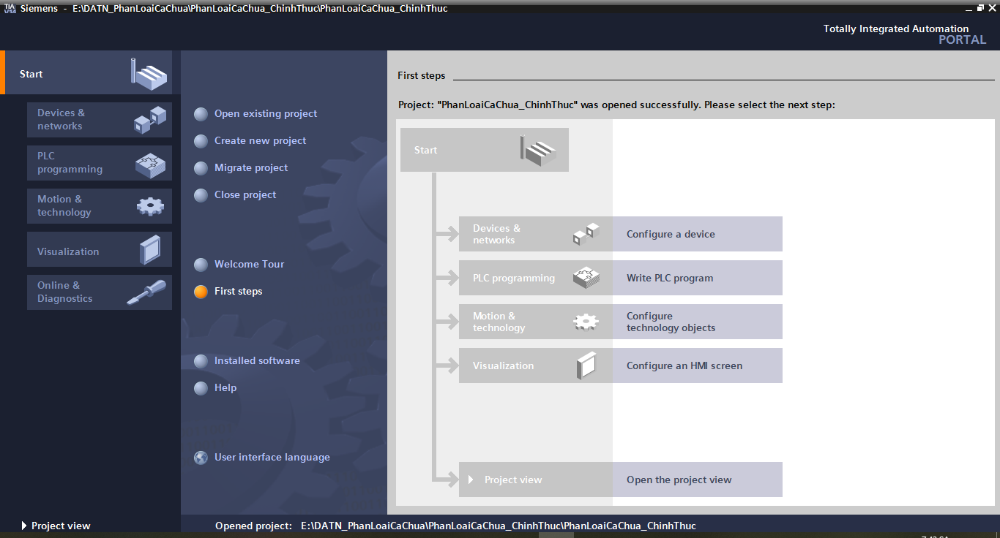 TIA
V14
Siemens - E:\DATN_PhanLoaiCaChua\PhanLoaiCaChua_ChinhThuc\PhanLoaiCaChua_ChinhThuc
Totally Integrated Automation
PORTAL
Start
Devices &
networks
PLC
programming
Motion &
technology
Visualization
Online &
Diagnostics
Project view
Open existing project
Create new project
Migrate project
Close project
Welcome Tour
First steps
Installed software
Help
User interface language
First steps
Project: "PhanLoaiCaChua_ChinhThuc" was opened successfully. Please select the next step:
Start
Devices &
networks
Configure a device
PLC programming
Write PLC program
Motion &
technology
Configure
technology objects
Visualization
Configure an HMI screen
Project view
Open the project view
Opened project: E:\DATN_PhanLoaiCaChua\PhanLoaiCaChua_ChinhThuc\PhanLoaiCaChua_ChinhThuc